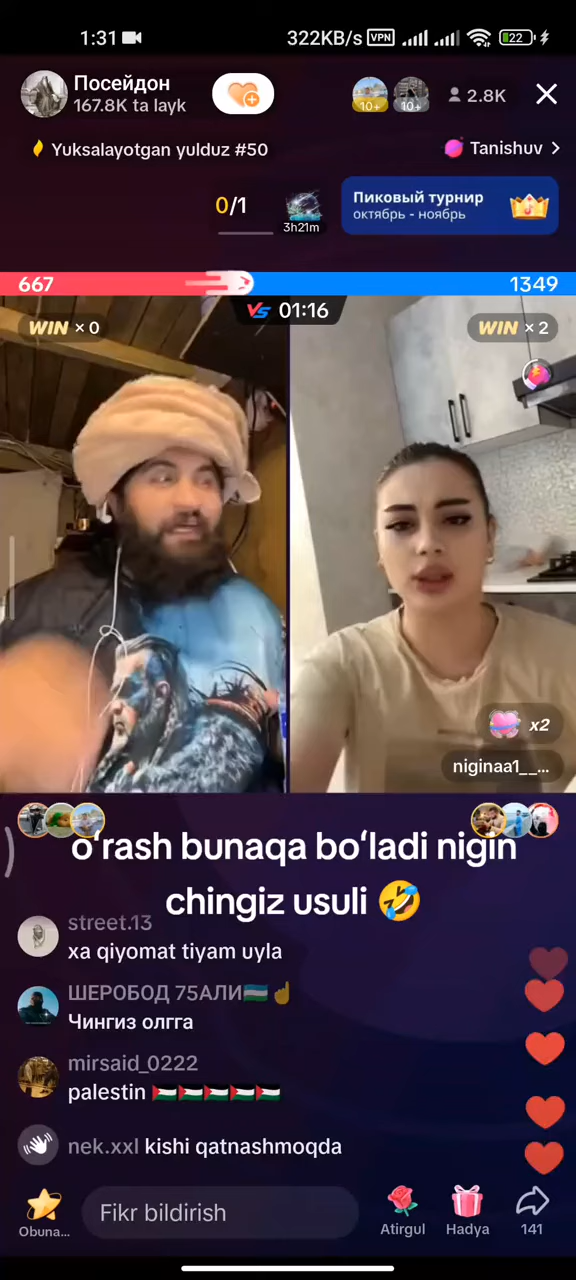 1:31
322KB/s VPN 22
Посейдон
167.8K ta layk
10+
10+
2.8K
Yuksalayotgan yulduz #50
Tanishuv >
0/1
3h21m
Пиковый турнир
октябрь - ноябрь
667
1349
VS 01:16
WIN × 0
WIN × 2
x2
niginaa1__...
oʻrash bunaqa boʻladi nigin
chingiz usuli 🤣
street.13
xa qiyomat tiyam uyla
ШЕРОБОД 75АЛИ🇺🇿☝️
Чингиз олгга
mirsaid_0222
palestin 🇵🇸🇵🇸🇵🇸🇵🇸🇵🇸
nek.xxl kishi qatnashmoqda
Obuna...
Fikr bildirish
Atirgul
Hadya
141